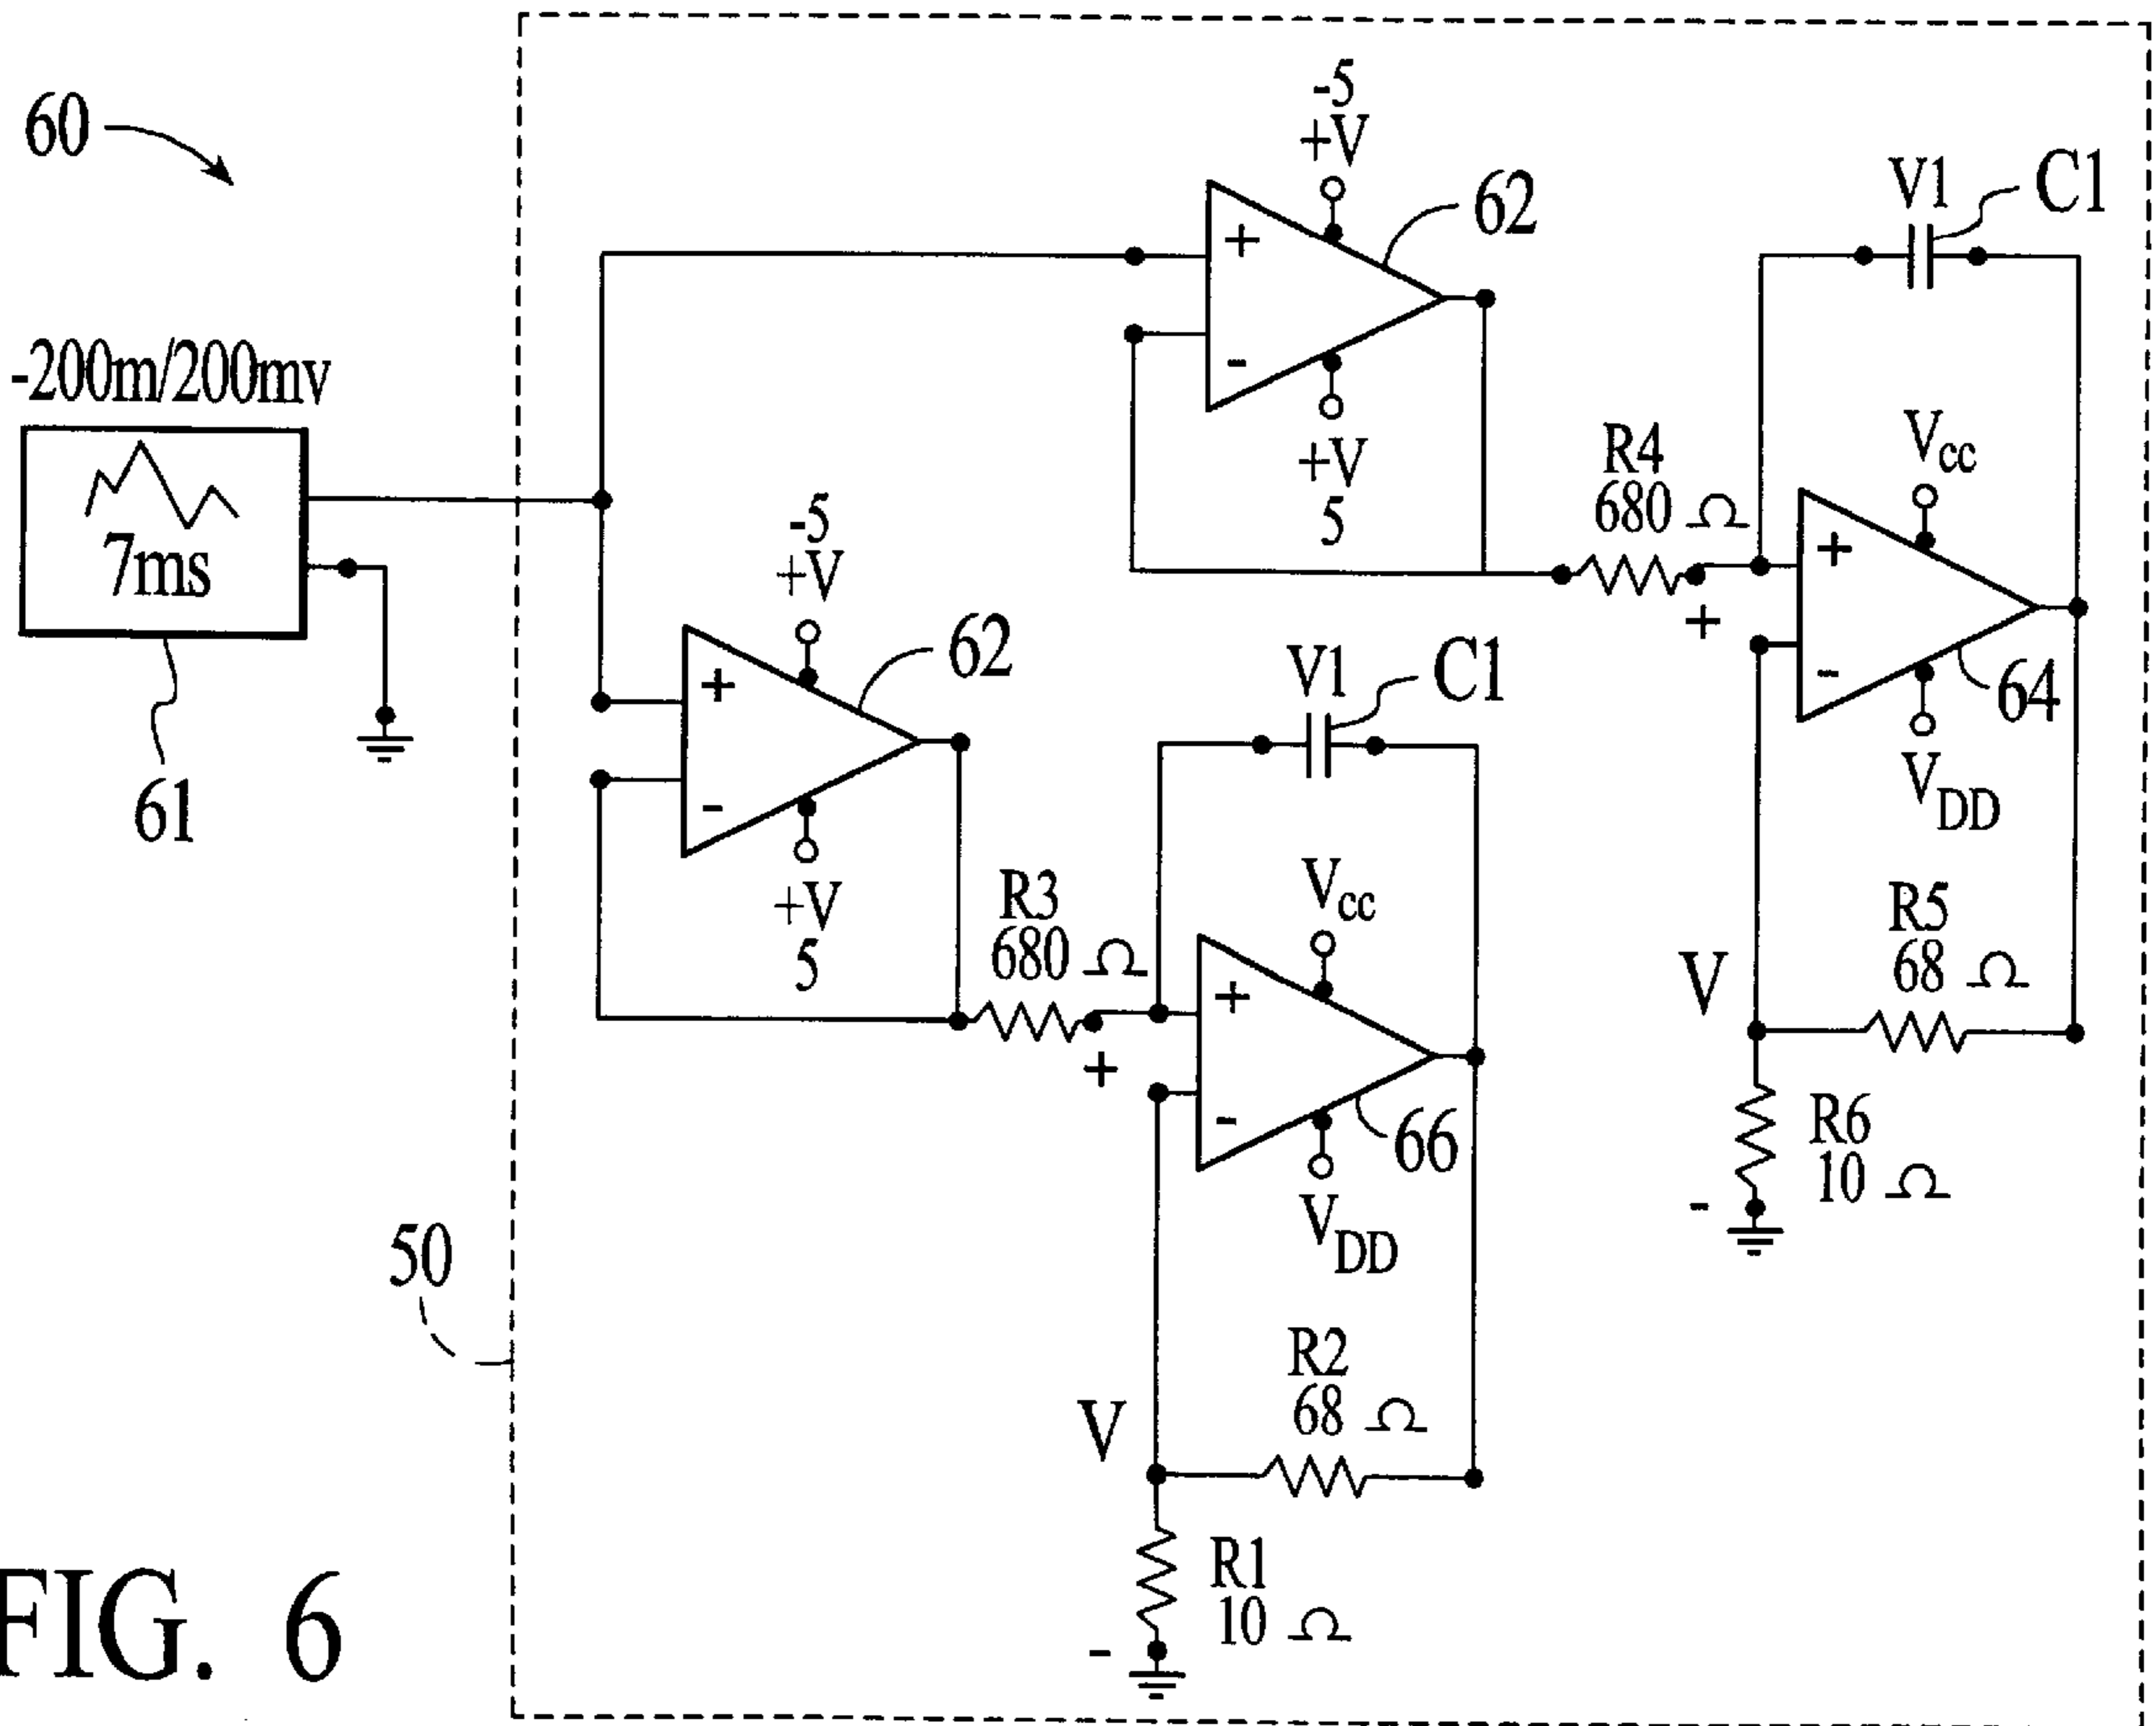 60
-200m/200mv
7ms
61
50
-5
+V
+
-
62
+V
5
-5
+V
+
-
62
+V
5
V1
C1
R4
680 Ω
+
Vcc
+
-
64
VDD
R5
68 Ω
V
R6
10 Ω
-
V1
C1
R3
680 Ω
+
Vcc
+
-
66
VDD
R2
68 Ω
V
R1
10 Ω
-
FIG. 6